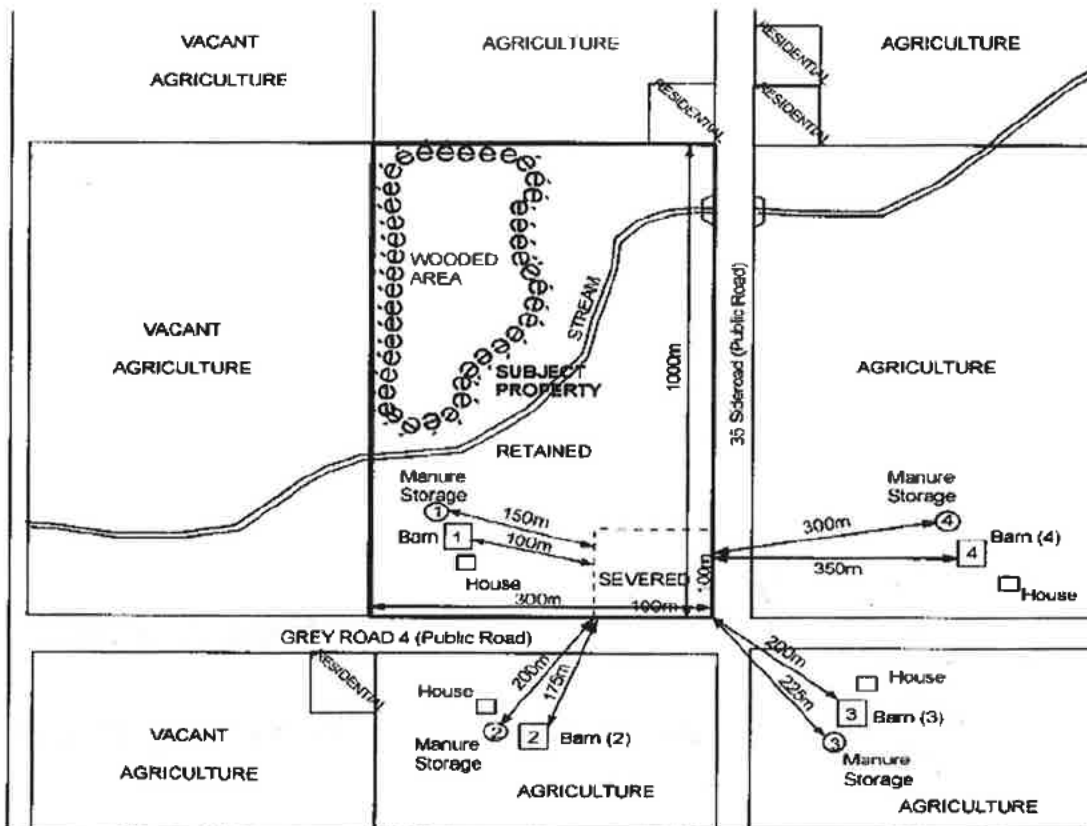 VACANT
AGRICULTURE
AGRICULTURE
RESIDENTIAL
RESIDENTIAL
RESIDENTIAL
AGRICULTURE
WOODED
AREA
STREAM
SUBJECT
PROPERTY
1000m
35 Sideroad (Public Road)
VACANT
AGRICULTURE
AGRICULTURE
RETAINED
Manure
Storage
1
150m
Barn
1
100m
House
SEVERED
100m
300m
100m
Manure
Storage
4
300m
Barn (4)
4
350m
House
GREY ROAD 4 (Public Road)
RESIDENTIAL
VACANT
AGRICULTURE
House
200m
175m
2
2
Barn (2)
Manure
Storage
AGRICULTURE
200m
225m
House
3
Barn (3)
3
Manure
Storage
AGRICULTURE